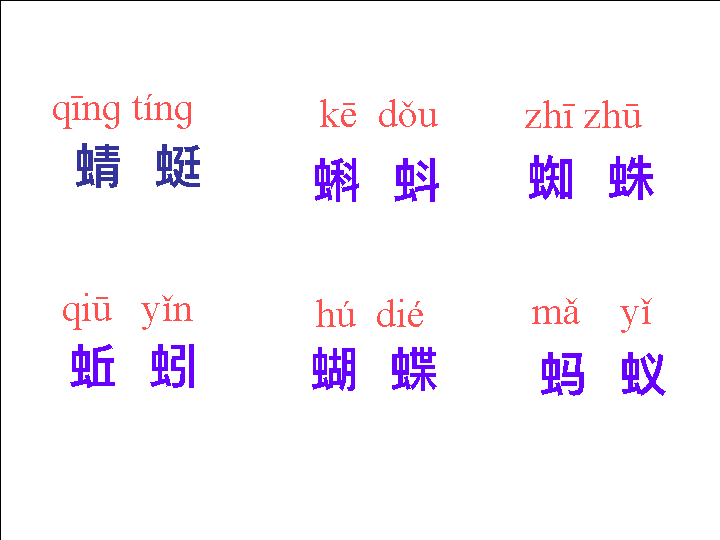 qīng tíng kē dǒu zhī zhū
蜻 蜓 蝌 蚪 蜘 蛛
qiū yǐn hú dié mǎ yǐ
蚯 蚓 蝴 蝶 蚂 蚁